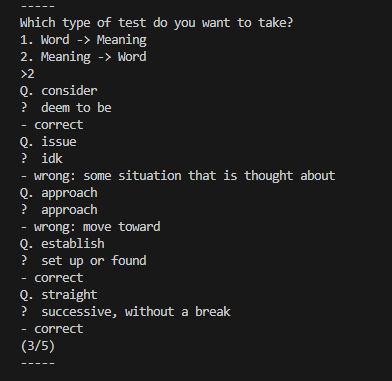 -----
Which type of test do you want to take?
1. Word -> Meaning
2. Meaning -> Word
>2
Q. consider
?  deem to be
- correct
Q. issue
?  idk
- wrong: some situation that is thought about
Q. approach
?  approach
- wrong: move toward
Q. establish
?  set up or found
- correct
Q. straight
?  successive, without a break
- correct
(3/5)
-----